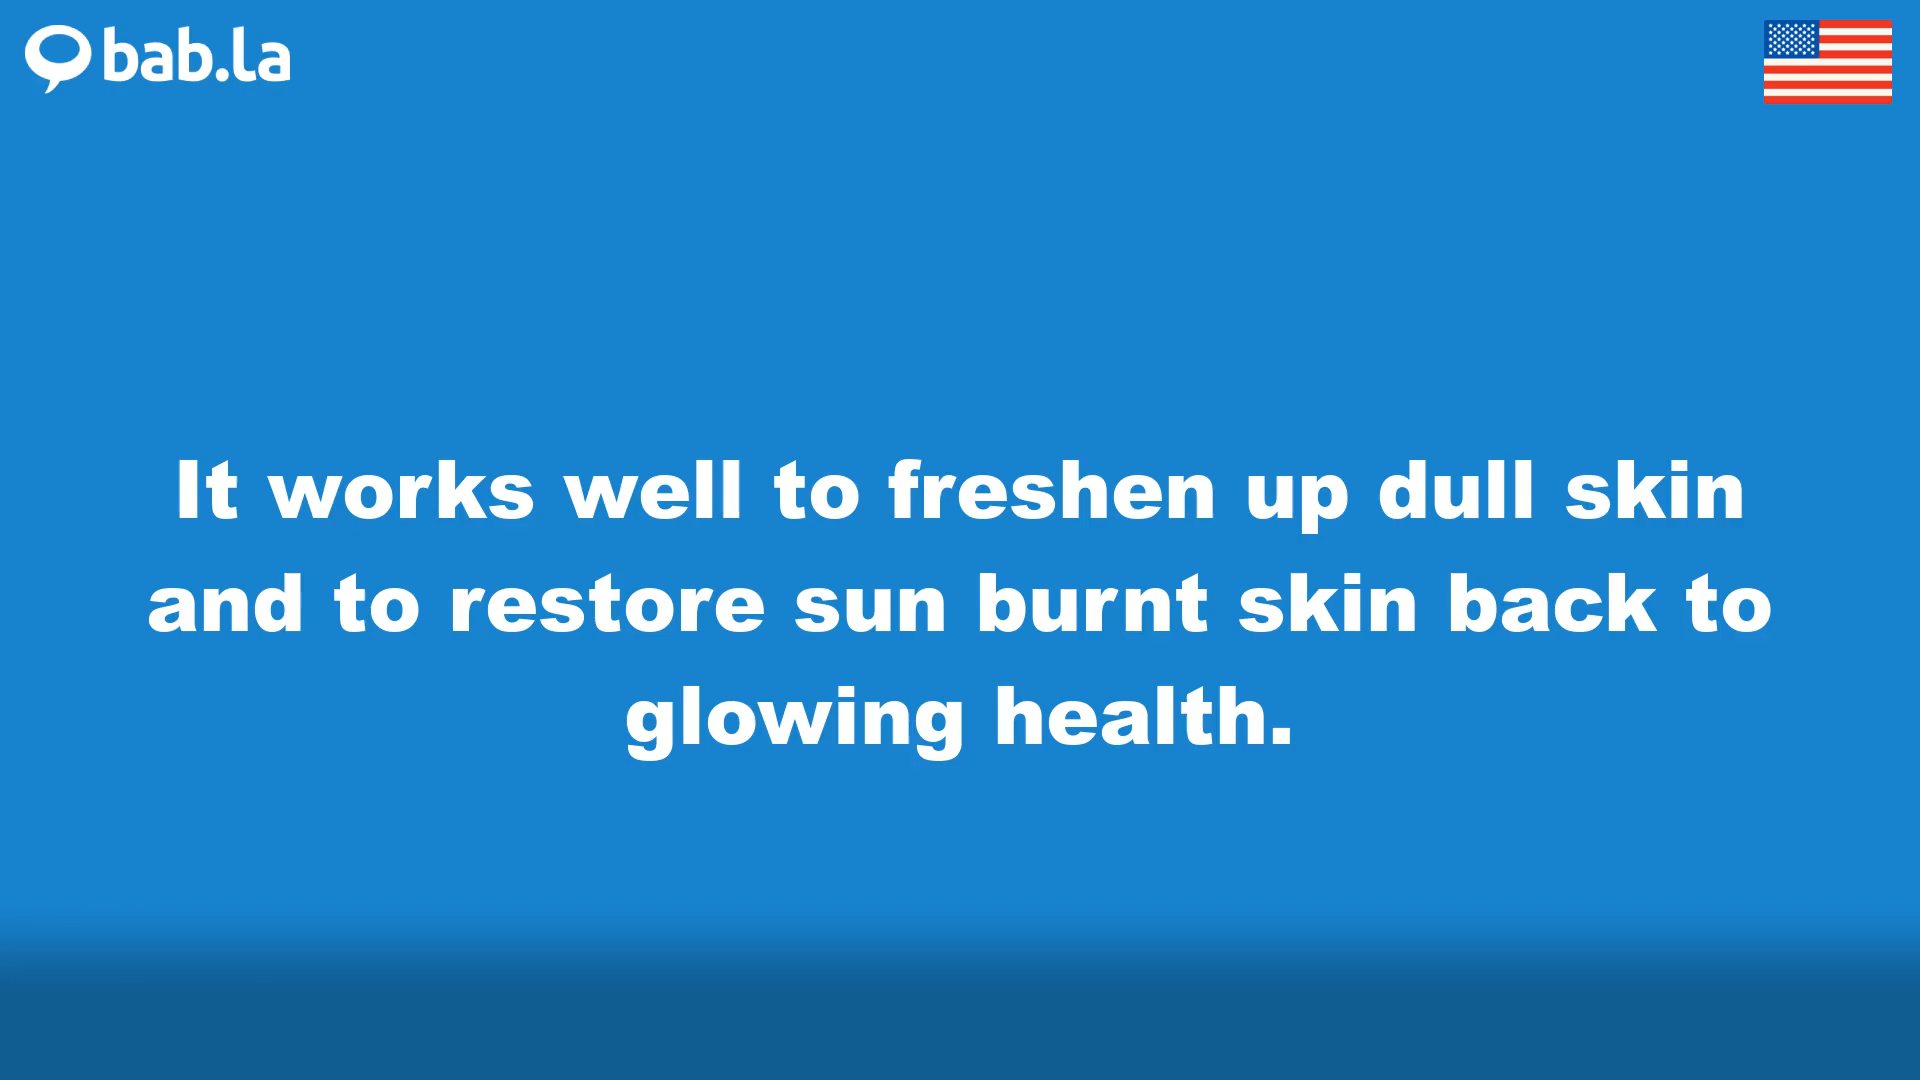 bab.la
It works well to freshen up dull skin
and to restore sun burnt skin back to
glowing health.